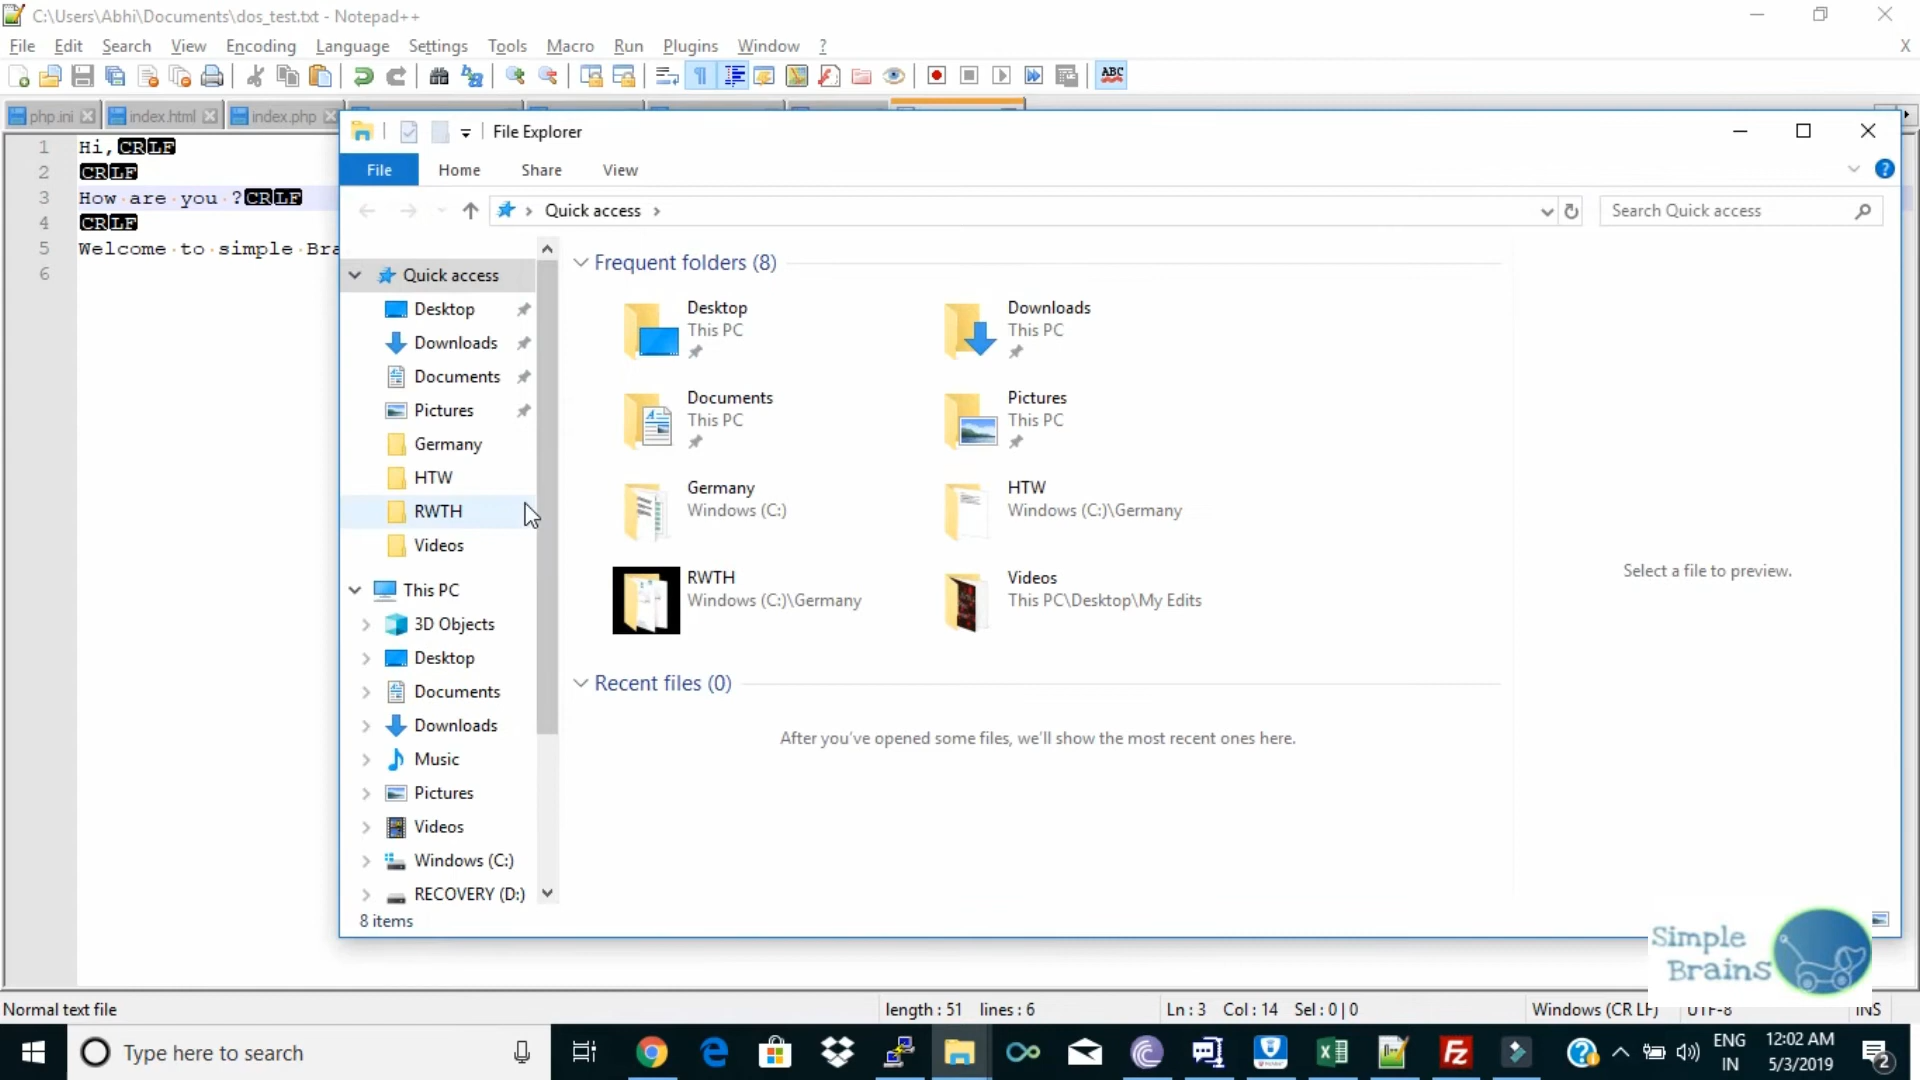 C:\Users\Abhi\Documents\dos_test.txt - Notepad++
File Edit Search View Encoding Language Settings Tools Macro Run Plugins Window ? X
ABC
php.ini index.html index.php
1 Hi,CRLF
2 CRLF
3 How are you ?CRLF
4 CRLF
5 Welcome to simple Bra
6
File Explorer
File Home Share View
Quick access
Search Quick access
Quick access
Desktop
Downloads
Documents
Pictures
Germany
HTW
RWTH
Videos
This PC
3D Objects
Desktop
Documents
Downloads
Music
Pictures
Videos
Windows (C:)
RECOVERY (D:)
8 items
Frequent folders (8)
Desktop
This PC
Downloads
This PC
Documents
This PC
Pictures
This PC
Germany
Windows (C:)
HTW
Windows (C:)\Germany
RWTH
Windows (C:)\Germany
Videos
This PC\Desktop\My Edits
Recent files (0)
After you've opened some files, we'll show the most recent ones here.
Select a file to preview.
Simple
Brains
Normal text file length : 51 lines : 6 Ln : 3 Col : 14 Sel : 0 | 0 Windows (CR LF) UTF-8 INS
Type here to search
ENG
IN
12:02 AM
5/3/2019
2